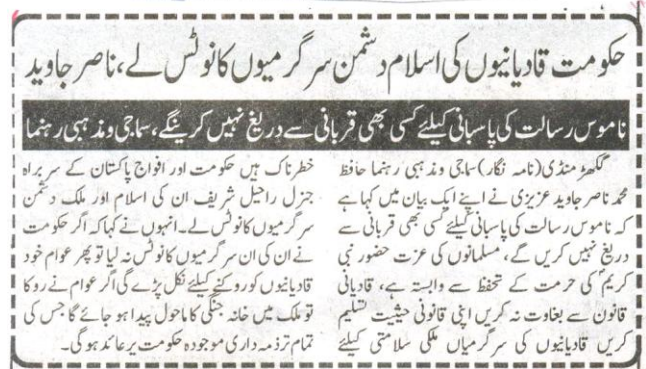 حکومت قادیانیوں کی اسلام دشمن سرگرمیوں کا نوٹس لے، ناصر جاوید
ناموس رسالت کی پاسبانی کیلئے کسی بھی قربانی سے دریغ نہیں کرینگے، سماجی و مذہبی رہنما
گکھڑ منڈی (نامہ نگار) سماجی و مذہبی رہنما حافظ
محمد ناصر جاوید عزیزی نے اپنے ایک بیان میں کہا ہے
کہ ناموس رسالت کی پاسبانی کیلئے کسی بھی قربانی سے
دریغ نہیں کریں گے، مسلمانوں کی عزت حضور نبی
کریمؐ کی حرمت کے تحفظ سے وابستہ ہے، قادیانی
قانون سے بغاوت نہ کریں اپنی قانونی حیثیت تسلیم
کریں قادیانیوں کی سرگرمیاں ملکی سلامتی کیلئے
خطرناک ہیں حکومت اور افواج پاکستان کے سربراہ
جنرل راحیل شریف ان کی اسلام اور ملک دشمن
سرگرمیوں کا نوٹس لے۔ انہوں نے کہا کہ اگر حکومت
نے ان کی ان سرگرمیوں کا نوٹس نہ لیا تو پھر عوام خود
قادیانیوں کو روکنے کیلئے نکل پڑے گی اگر عوام نے روکا
تو ملک میں خانہ جنگی کا ماحول پیدا ہو جائے گا جس کی
تمام تر ذمہ داری موجودہ حکومت پر عائد ہوگی۔